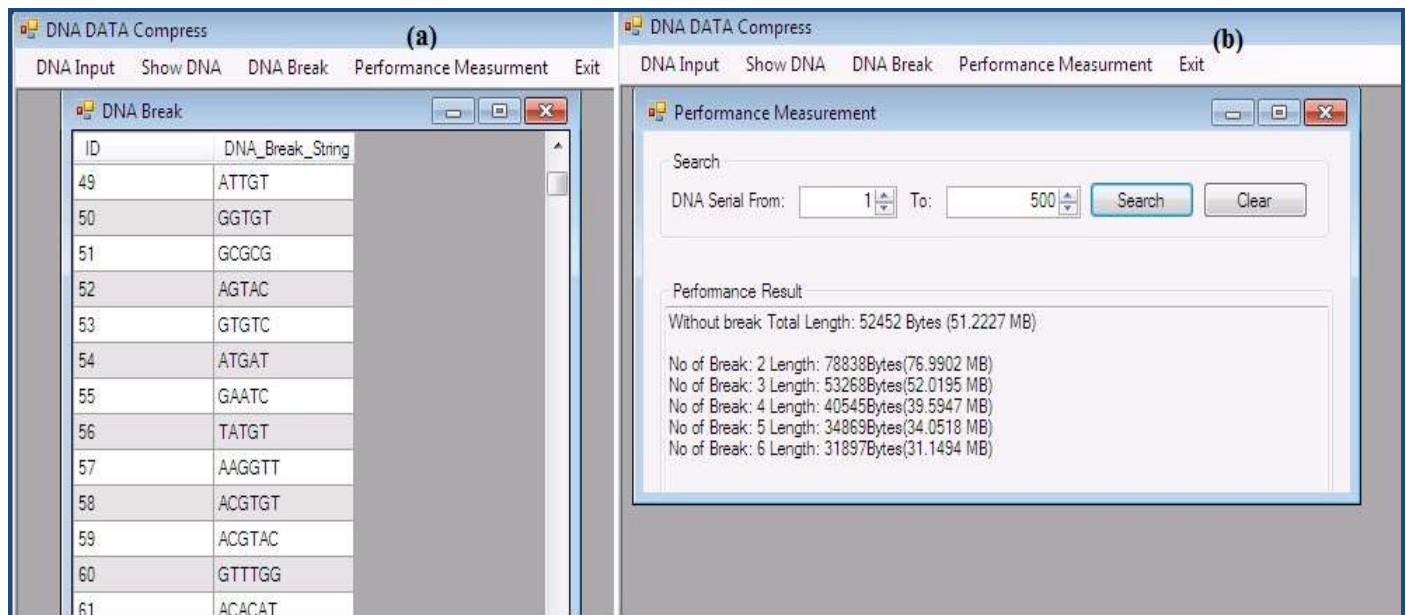 DNA DATA Compress
(a)
DNA Input Show DNA DNA Break Performance Measurment Exit
DNA Break
ID DNA_Break_String
49 ATTGT
50 GGTGT
51 GCGCG
52 AGTAC
53 GTGTC
54 ATGAT
55 GAATC
56 TATGT
57 AAGGTT
58 ACGTGT
59 ACGTAC
60 GTTTGG
61 ACACAT
DNA DATA Compress
(b)
DNA Input Show DNA DNA Break Performance Measurment Exit
Performance Measurement
Search
DNA Serial From: 1 To: 500 Search Clear
Performance Result
Without break Total Length: 52452 Bytes (51.2227 MB)
No of Break: 2 Length: 78838Bytes(76.9902 MB)
No of Break: 3 Length: 53268Bytes(52.0195 MB)
No of Break: 4 Length: 40545Bytes(39.5947 MB)
No of Break: 5 Length: 34869Bytes(34.0518 MB)
No of Break: 6 Length: 31897Bytes(31.1494 MB)